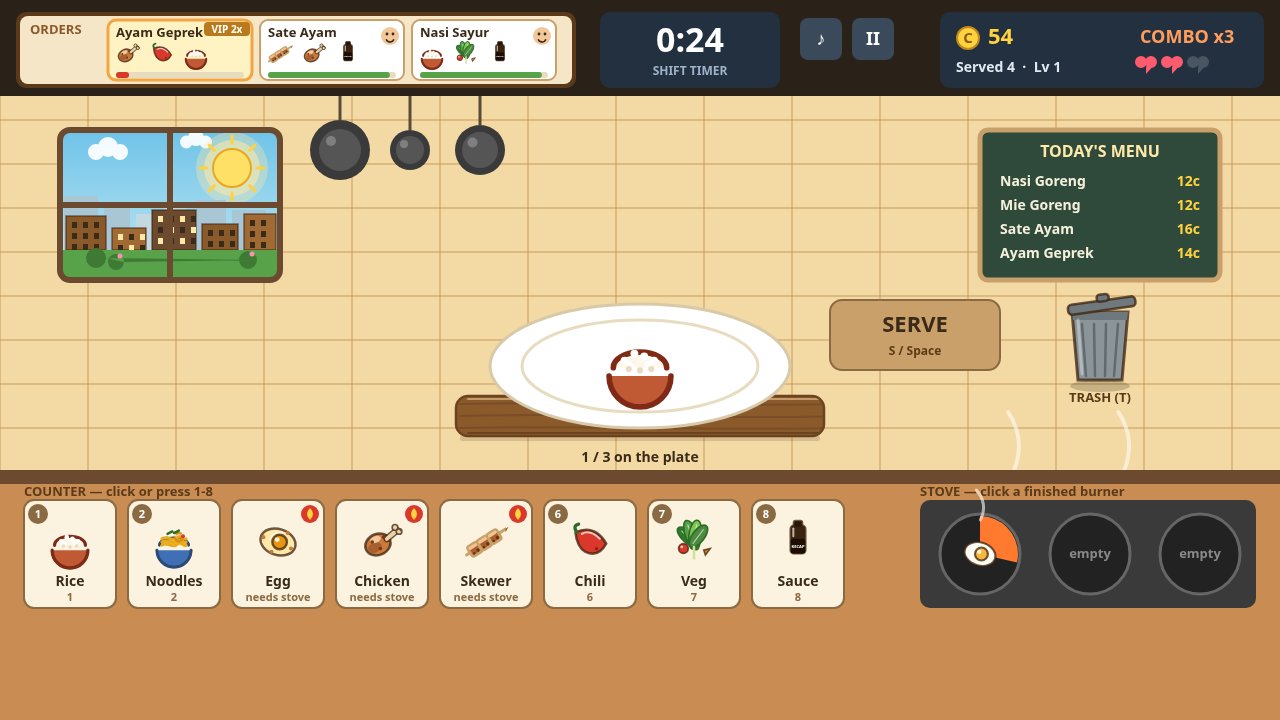 ORDERS
Ayam Geprek
VIP 2x
Sate Ayam
Nasi Sayur
0:24
SHIFT TIMER
♪
II
C 54
COMBO x3
Served 4 · Lv 1
TODAY'S MENU
Nasi Goreng 12c
Mie Goreng 12c
Sate Ayam 16c
Ayam Geprek 14c
SERVE
S / Space
TRASH (T)
1 / 3 on the plate
COUNTER — click or press 1-8
STOVE — click a finished burner
1
Rice
1
2
Noodles
2
Egg
needs stove
Chicken
needs stove
Skewer
needs stove
6
Chili
6
7
Veg
7
8
KECAP
Sauce
8
empty
empty